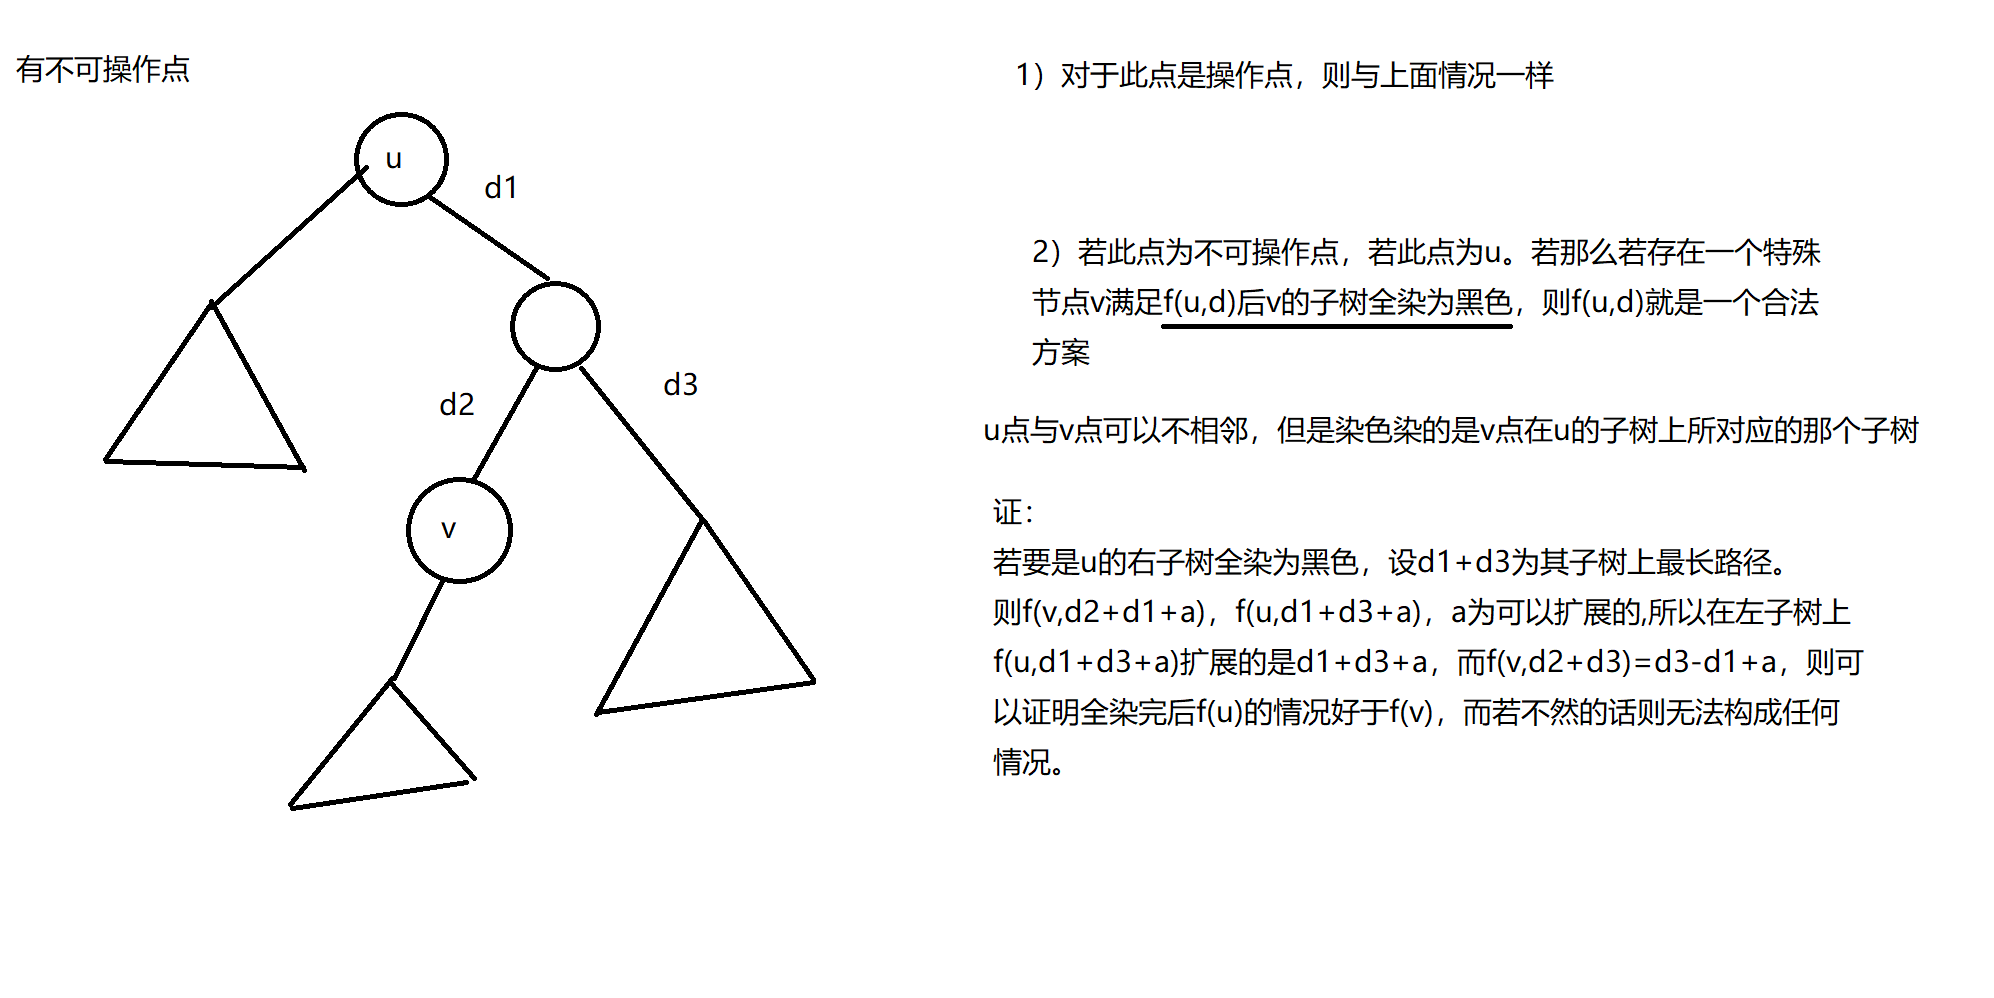 有不可操作点
u
d1
d2
d3
v
1）对于此点是操作点，则与上面情况一样
2）若此点为不可操作点，若此点为u。若那么若存在一个特殊
节点v满足f(u,d)后v的子树全染为黑色，则f(u,d)就是一个合法
方案
u点与v点可以不相邻，但是染色染的是v点在u的子树上所对应的那个子树
证：
若要是u的右子树全染为黑色，设d1+d3为其子树上最长路径。
则f(v,d2+d1+a)，f(u,d1+d3+a)，a为可以扩展的,所以在左子树上
f(u,d1+d3+a)扩展的是d1+d3+a，而f(v,d2+d3)=d3-d1+a，则可
以证明全染完后f(u)的情况好于f(v)，而若不然的话则无法构成任何
情况。